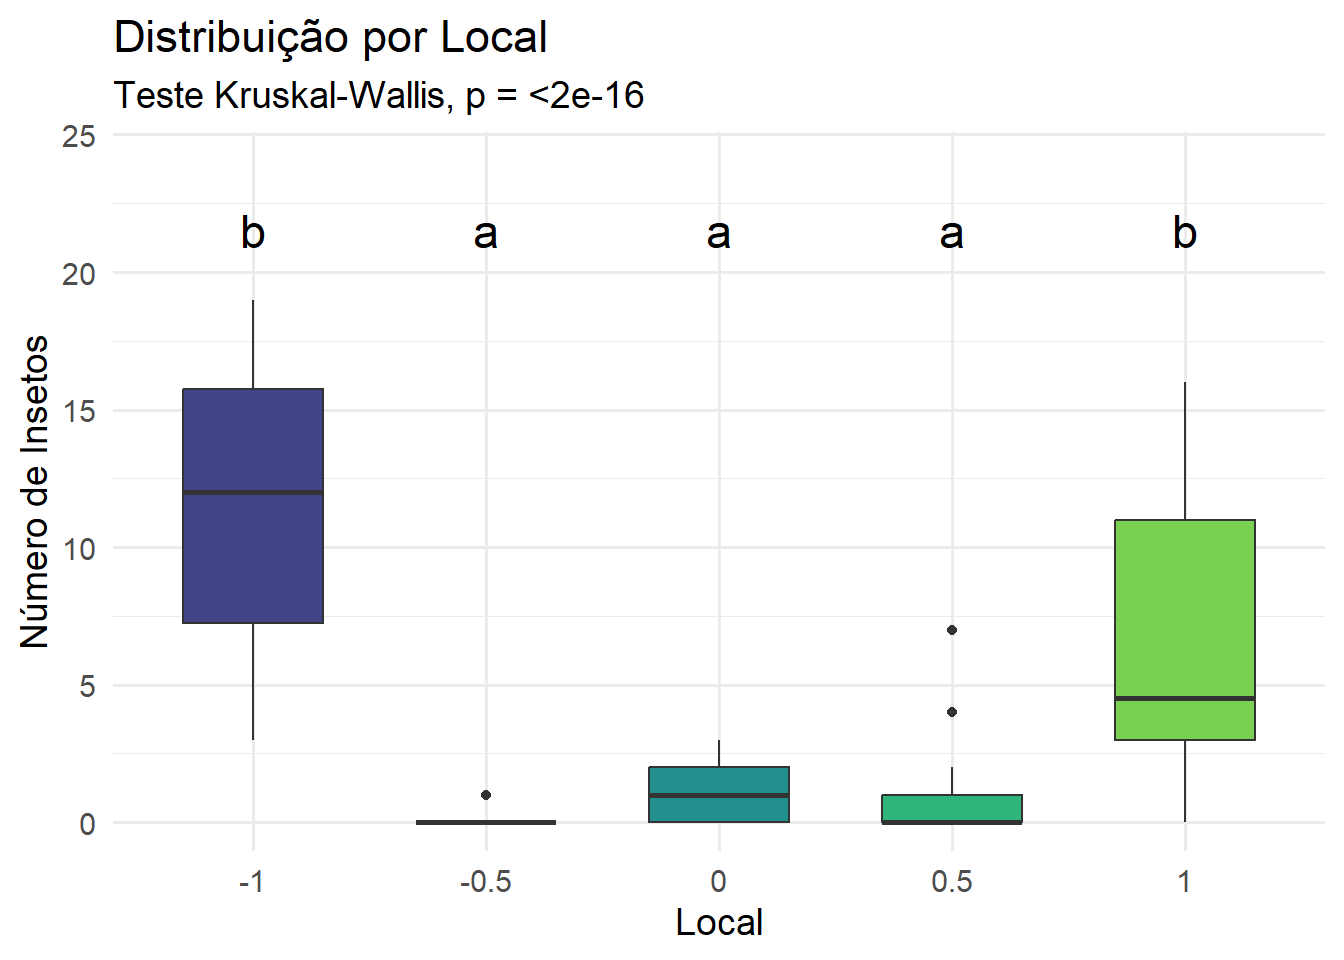 Distribuição por Local
Teste Kruskal-Wallis, p = <2e-16
Número de Insetos
25
20
15
10
5
0
b a a a b
-1 -0.5 0 0.5 1
Local